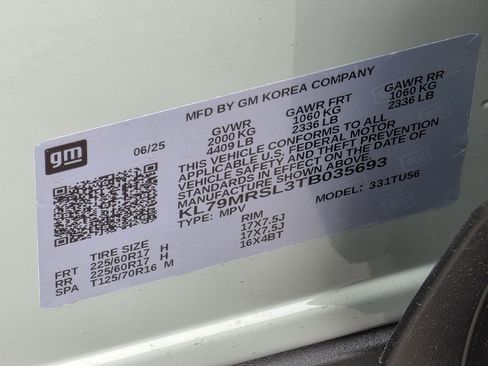 gm
MFD BY GM KOREA COMPANY
06/25 GVWR GAWR FRT GAWR RR
2000 KG 1060 KG 1060 KG
4409 LB 2336 LB 2336 LB
THIS VEHICLE CONFORMS TO ALL
APPLICABLE U.S. FEDERAL MOTOR
VEHICLE SAFETY AND THEFT PREVENTION
STANDARDS IN EFFECT ON THE DATE OF
MANUFACTURE SHOWN ABOVE.
KL79MRSL3TB035693
TYPE: MPV MODEL: 331TU56
TIRE SIZE RIM
FRT 225/60R17 H 17X7.5J
RR 225/60R17 H 17X7.5J
SPA T125/70R16 M 16X4BT